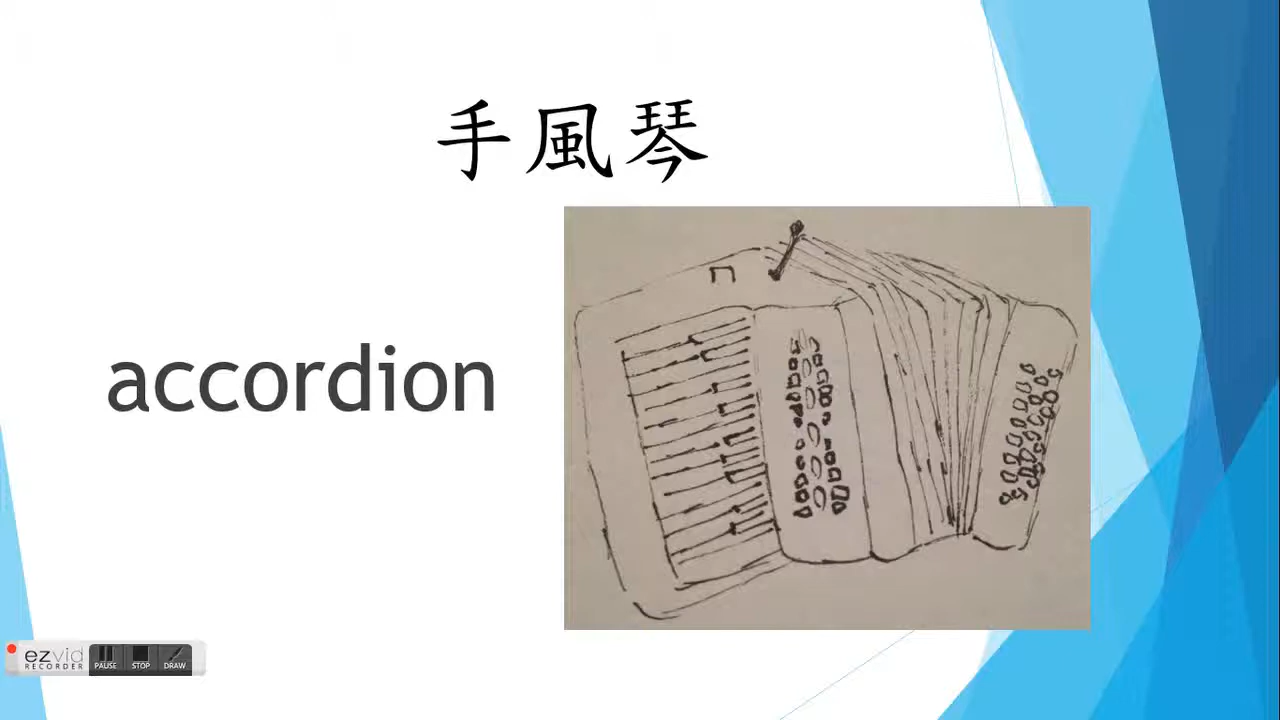 手風琴
accordion
ezvid
RECORDER
PAUSE
STOP
DRAW